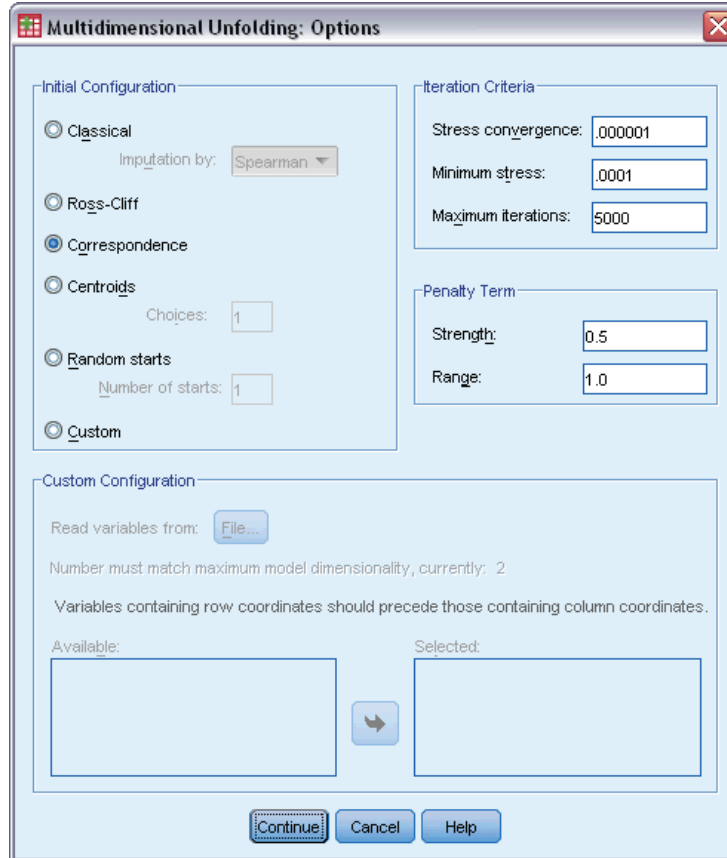 Multidimensional Unfolding: Options
Initial Configuration
Classical
Imputation by: Spearman
Ross-Cliff
Correspondence
Centroids
Choices: 1
Random starts
Number of starts: 1
Custom
Iteration Criteria
Stress convergence: .000001
Minimum stress: .0001
Maximum iterations: 5000
Penalty Term
Strength: 0.5
Range: 1.0
Custom Configuration
Read variables from: File...
Number must match maximum model dimensionality, currently: 2
Variables containing row coordinates should precede those containing column coordinates.
Available:
Selected:
Continue Cancel Help